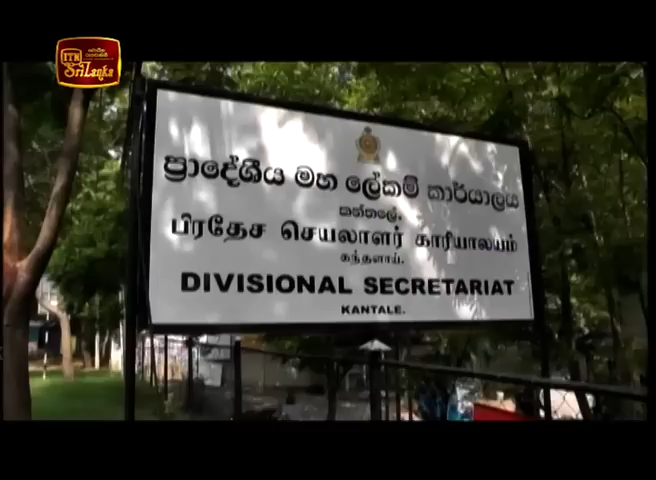 ITN
Sri Lanka
ප්‍රාදේශීය මහ ලේකම් කාර්යාලය
කන්තලේ.
பிரதேச செயலாளர் காரியாலயம்
கந்தளாய்.
DIVISIONAL SECRETARIAT
KANTALE.